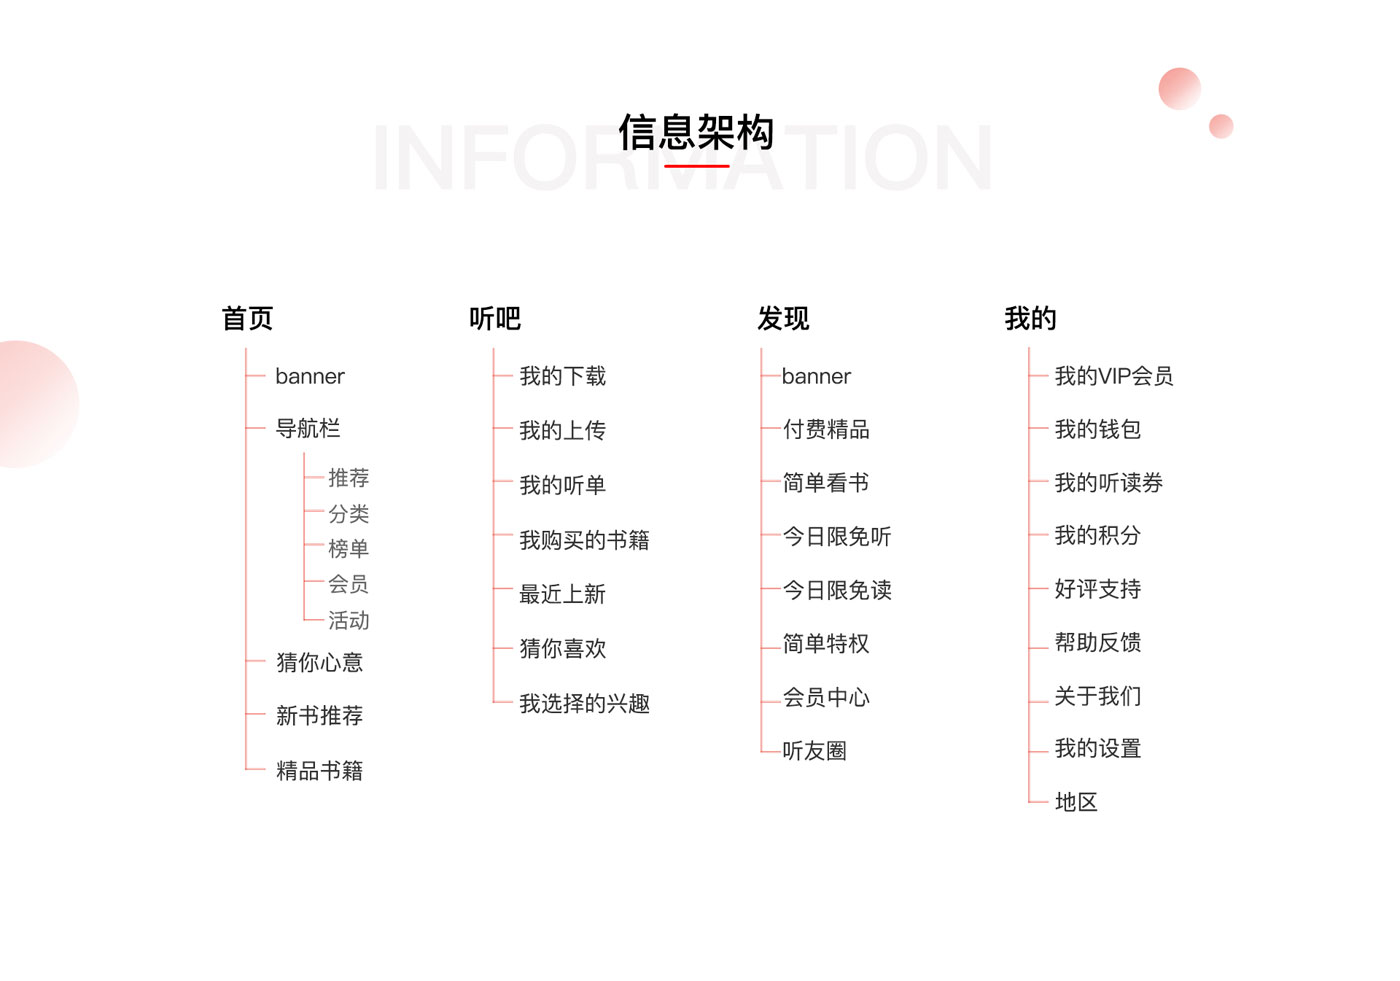 信息架构
INFORMATION
首页
banner
导航栏
推荐
分类
榜单
会员
活动
猜你心意
新书推荐
精品书籍
听吧
我的下载
我的上传
我的听单
我购买的书籍
最近上新
猜你喜欢
我选择的兴趣
发现
banner
付费精品
简单看书
今日限免听
今日限免读
简单特权
会员中心
听友圈
我的
我的VIP会员
我的钱包
我的听读券
我的积分
好评支持
帮助反馈
关于我们
我的设置
地区